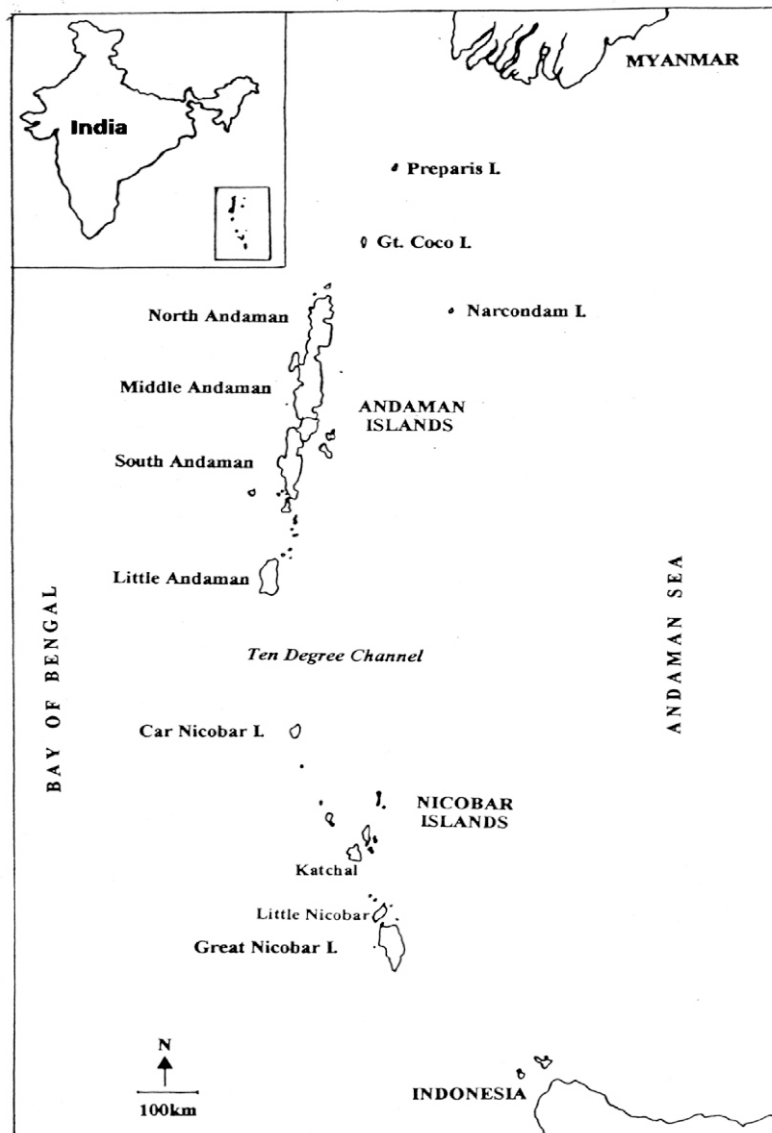 India
MYANMAR
Preparis I.
Gt. Coco I.
North Andaman
Narcondam I.
Middle Andaman
ANDAMAN
ISLANDS
South Andaman
Little Andaman
BAY OF BENGAL
ANDAMAN SEA
Ten Degree Channel
Car Nicobar I.
NICOBAR
ISLANDS
Katchal
Little Nicobar
Great Nicobar I.
N
100km
INDONESIA